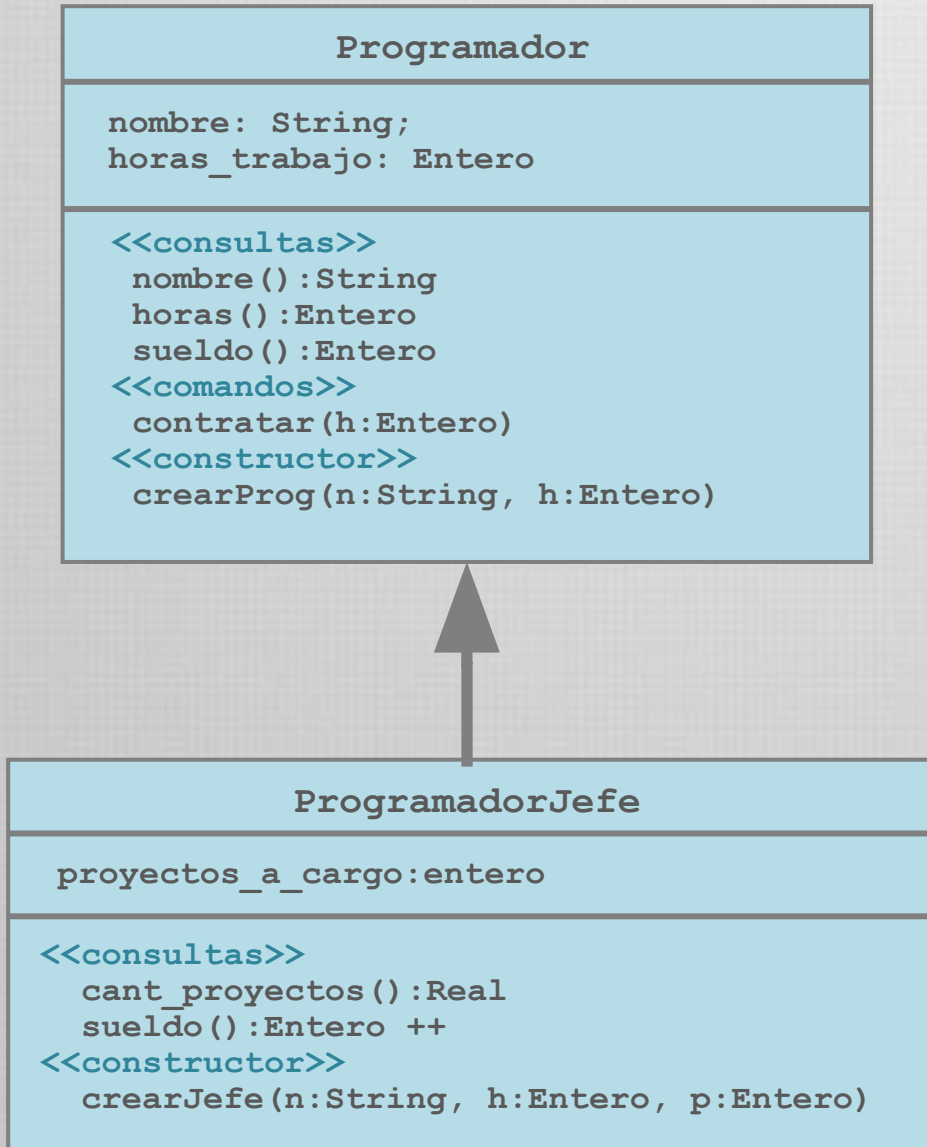 Programador
nombre: String;
horas_trabajo: Entero
<<consultas>>
nombre():String
horas():Entero
sueldo():Entero
<<comandos>>
contratar(h:Entero)
<<constructor>>
crearProg(n:String, h:Entero)
ProgramadorJefe
proyectos_a_cargo:entero
<<consultas>>
cant_proyectos():Real
sueldo():Entero ++
<<constructor>>
crearJefe(n:String, h:Entero, p:Entero)